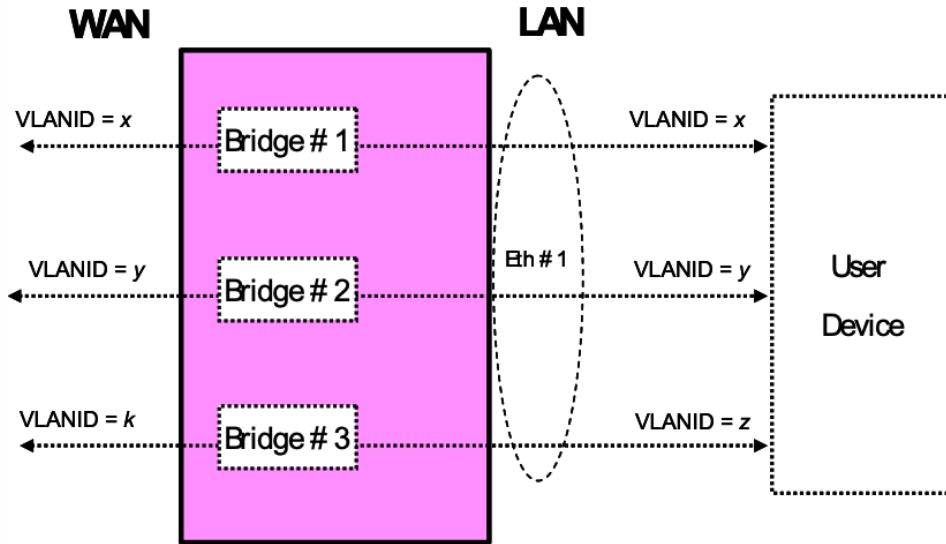 WAN
LAN
VLANID = x
Bridge # 1
VLANID = x
VLANID = y
Bridge # 2
Eth # 1
VLANID = y
User
Device
VLANID = k
Bridge # 3
VLANID = z